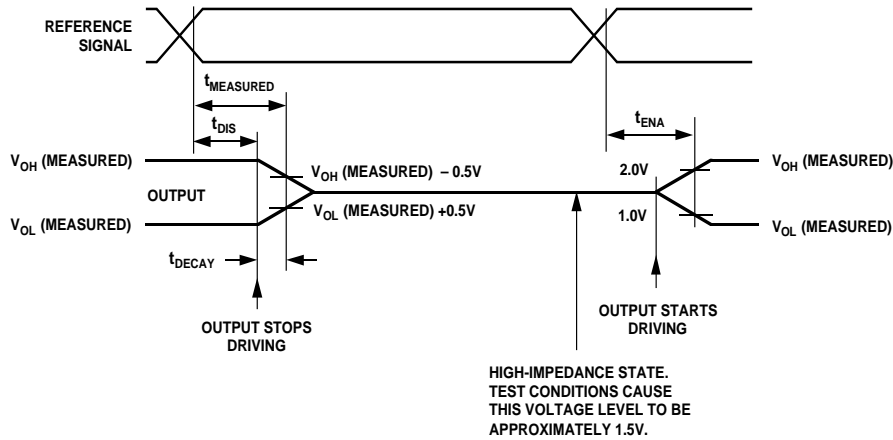 REFERENCE
SIGNAL
tMEASURED
tDIS
tENA
VOH (MEASURED)
VOH (MEASURED) – 0.5V
2.0V
VOH (MEASURED)
OUTPUT
VOL (MEASURED)
VOL (MEASURED) +0.5V
1.0V
VOL (MEASURED)
tDECAY
OUTPUT STOPS
DRIVING
OUTPUT STARTS
DRIVING
HIGH-IMPEDANCE STATE.
TEST CONDITIONS CAUSE
THIS VOLTAGE LEVEL TO BE
APPROXIMATELY 1.5V.